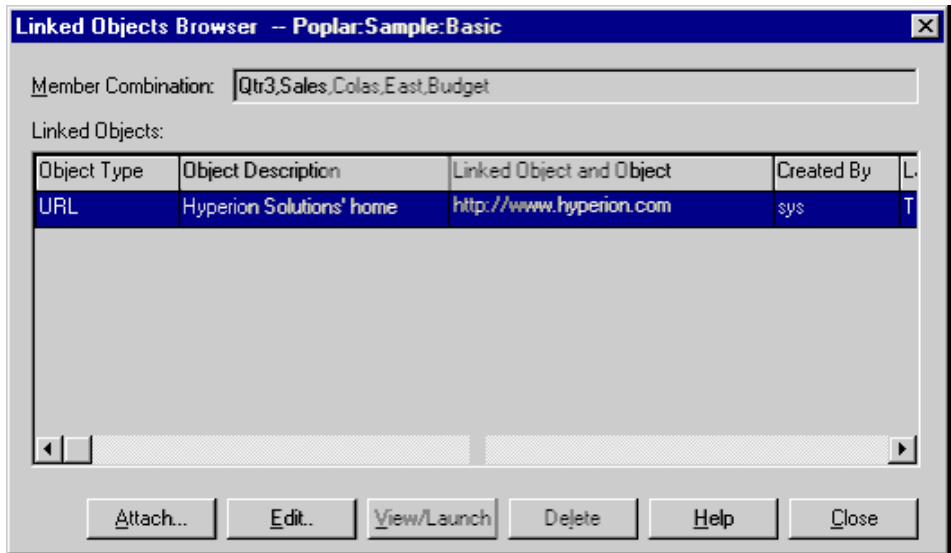 Linked Objects Browser -- Poplar:Sample:Basic
Member Combination: Qtr3,Sales,Colas,East,Budget
Linked Objects:
Object Type Object Description Linked Object and Object Created By L
URL Hyperion Solutions' home http://www.hyperion.com sys T
Attach... Edit.. View/Launch Delete Help Close